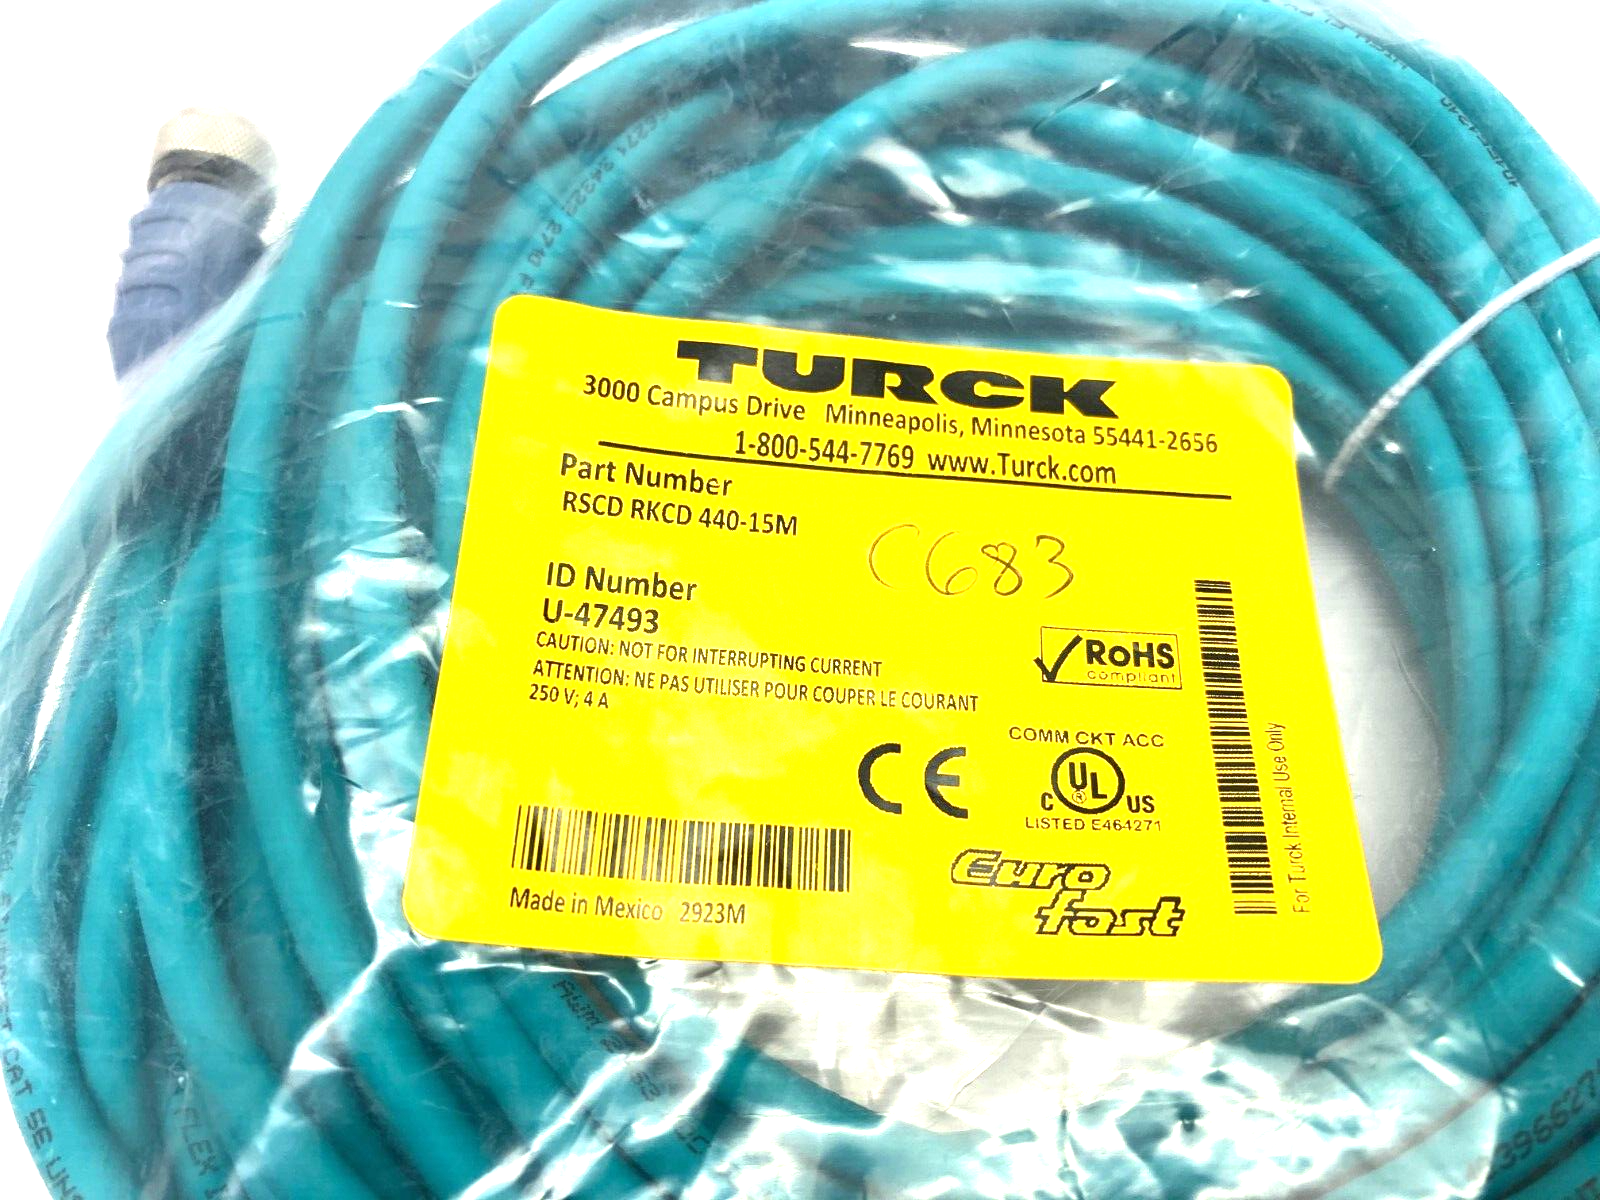 TURCK
3000 Campus Drive Minneapolis, Minnesota 55441-2656
1-800-544-7769 www.Turck.com
Part Number
RSCD RKCD 440-15M
C683
ID Number
U-47493
CAUTION: NOT FOR INTERRUPTING CURRENT
ATTENTION: NE PAS UTILISER POUR COUPER LE COURANT
250 V; 4 A
RoHS
compliant
CE
COMM CKT ACC
C UL ® US
LISTED E464271
Euro
fast
Made in Mexico 2923M
For Turck Internal Use Only
CAT 5E
FLEX